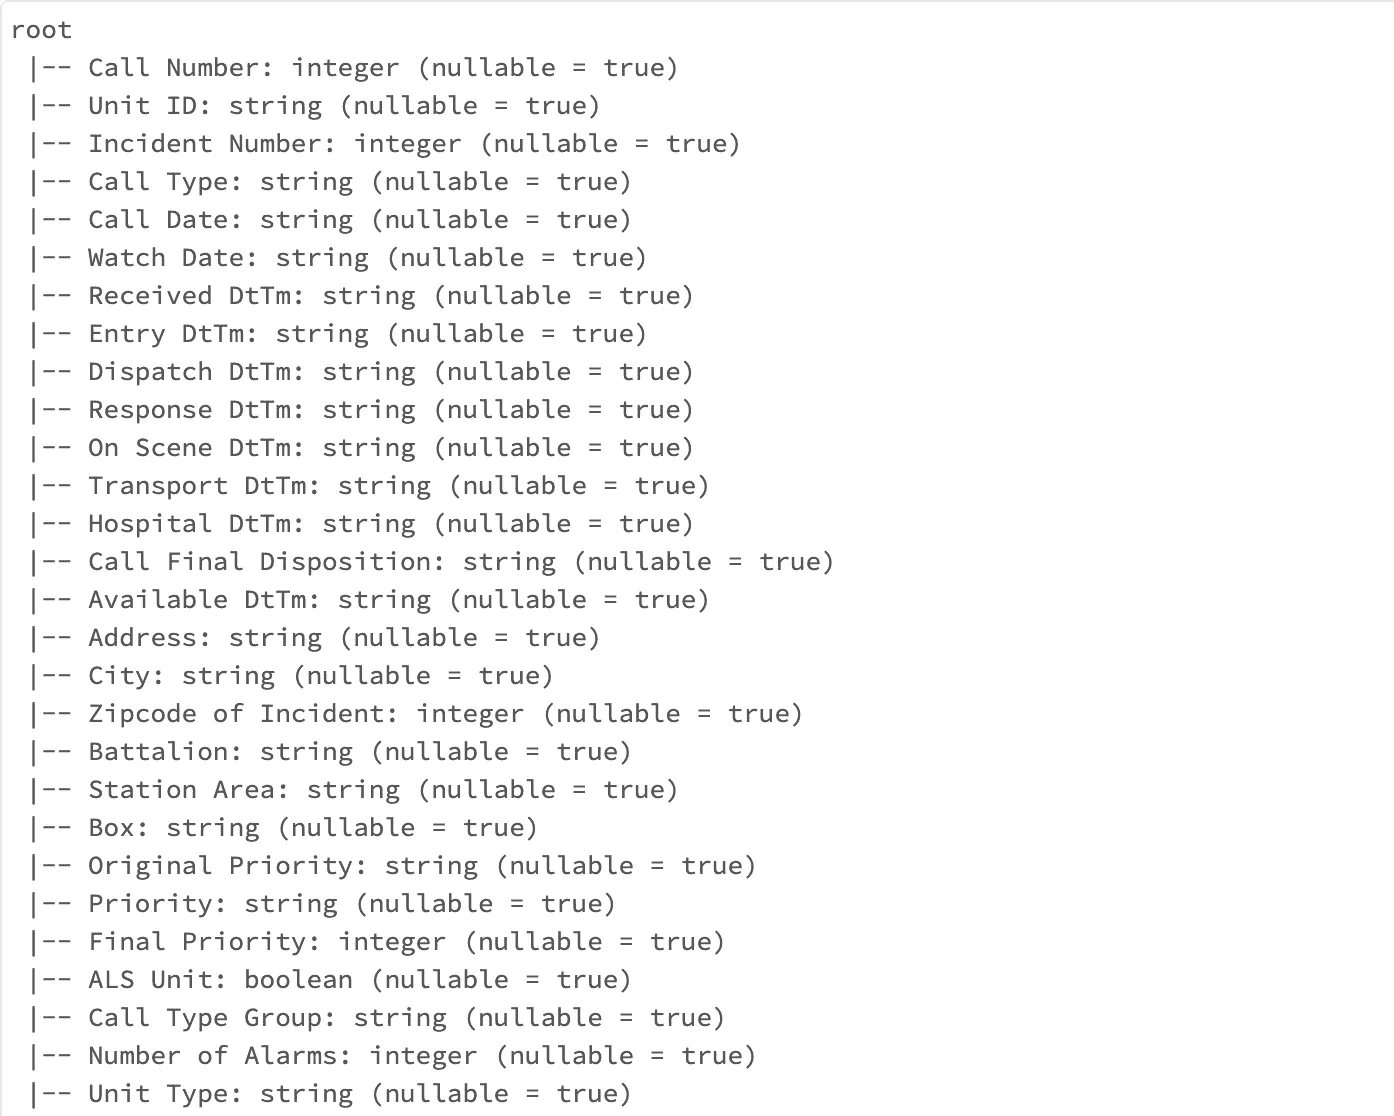 root
 |-- Call Number: integer (nullable = true)
 |-- Unit ID: string (nullable = true)
 |-- Incident Number: integer (nullable = true)
 |-- Call Type: string (nullable = true)
 |-- Call Date: string (nullable = true)
 |-- Watch Date: string (nullable = true)
 |-- Received DtTm: string (nullable = true)
 |-- Entry DtTm: string (nullable = true)
 |-- Dispatch DtTm: string (nullable = true)
 |-- Response DtTm: string (nullable = true)
 |-- On Scene DtTm: string (nullable = true)
 |-- Transport DtTm: string (nullable = true)
 |-- Hospital DtTm: string (nullable = true)
 |-- Call Final Disposition: string (nullable = true)
 |-- Available DtTm: string (nullable = true)
 |-- Address: string (nullable = true)
 |-- City: string (nullable = true)
 |-- Zipcode of Incident: integer (nullable = true)
 |-- Battalion: string (nullable = true)
 |-- Station Area: string (nullable = true)
 |-- Box: string (nullable = true)
 |-- Original Priority: string (nullable = true)
 |-- Priority: string (nullable = true)
 |-- Final Priority: integer (nullable = true)
 |-- ALS Unit: boolean (nullable = true)
 |-- Call Type Group: string (nullable = true)
 |-- Number of Alarms: integer (nullable = true)
 |-- Unit Type: string (nullable = true)